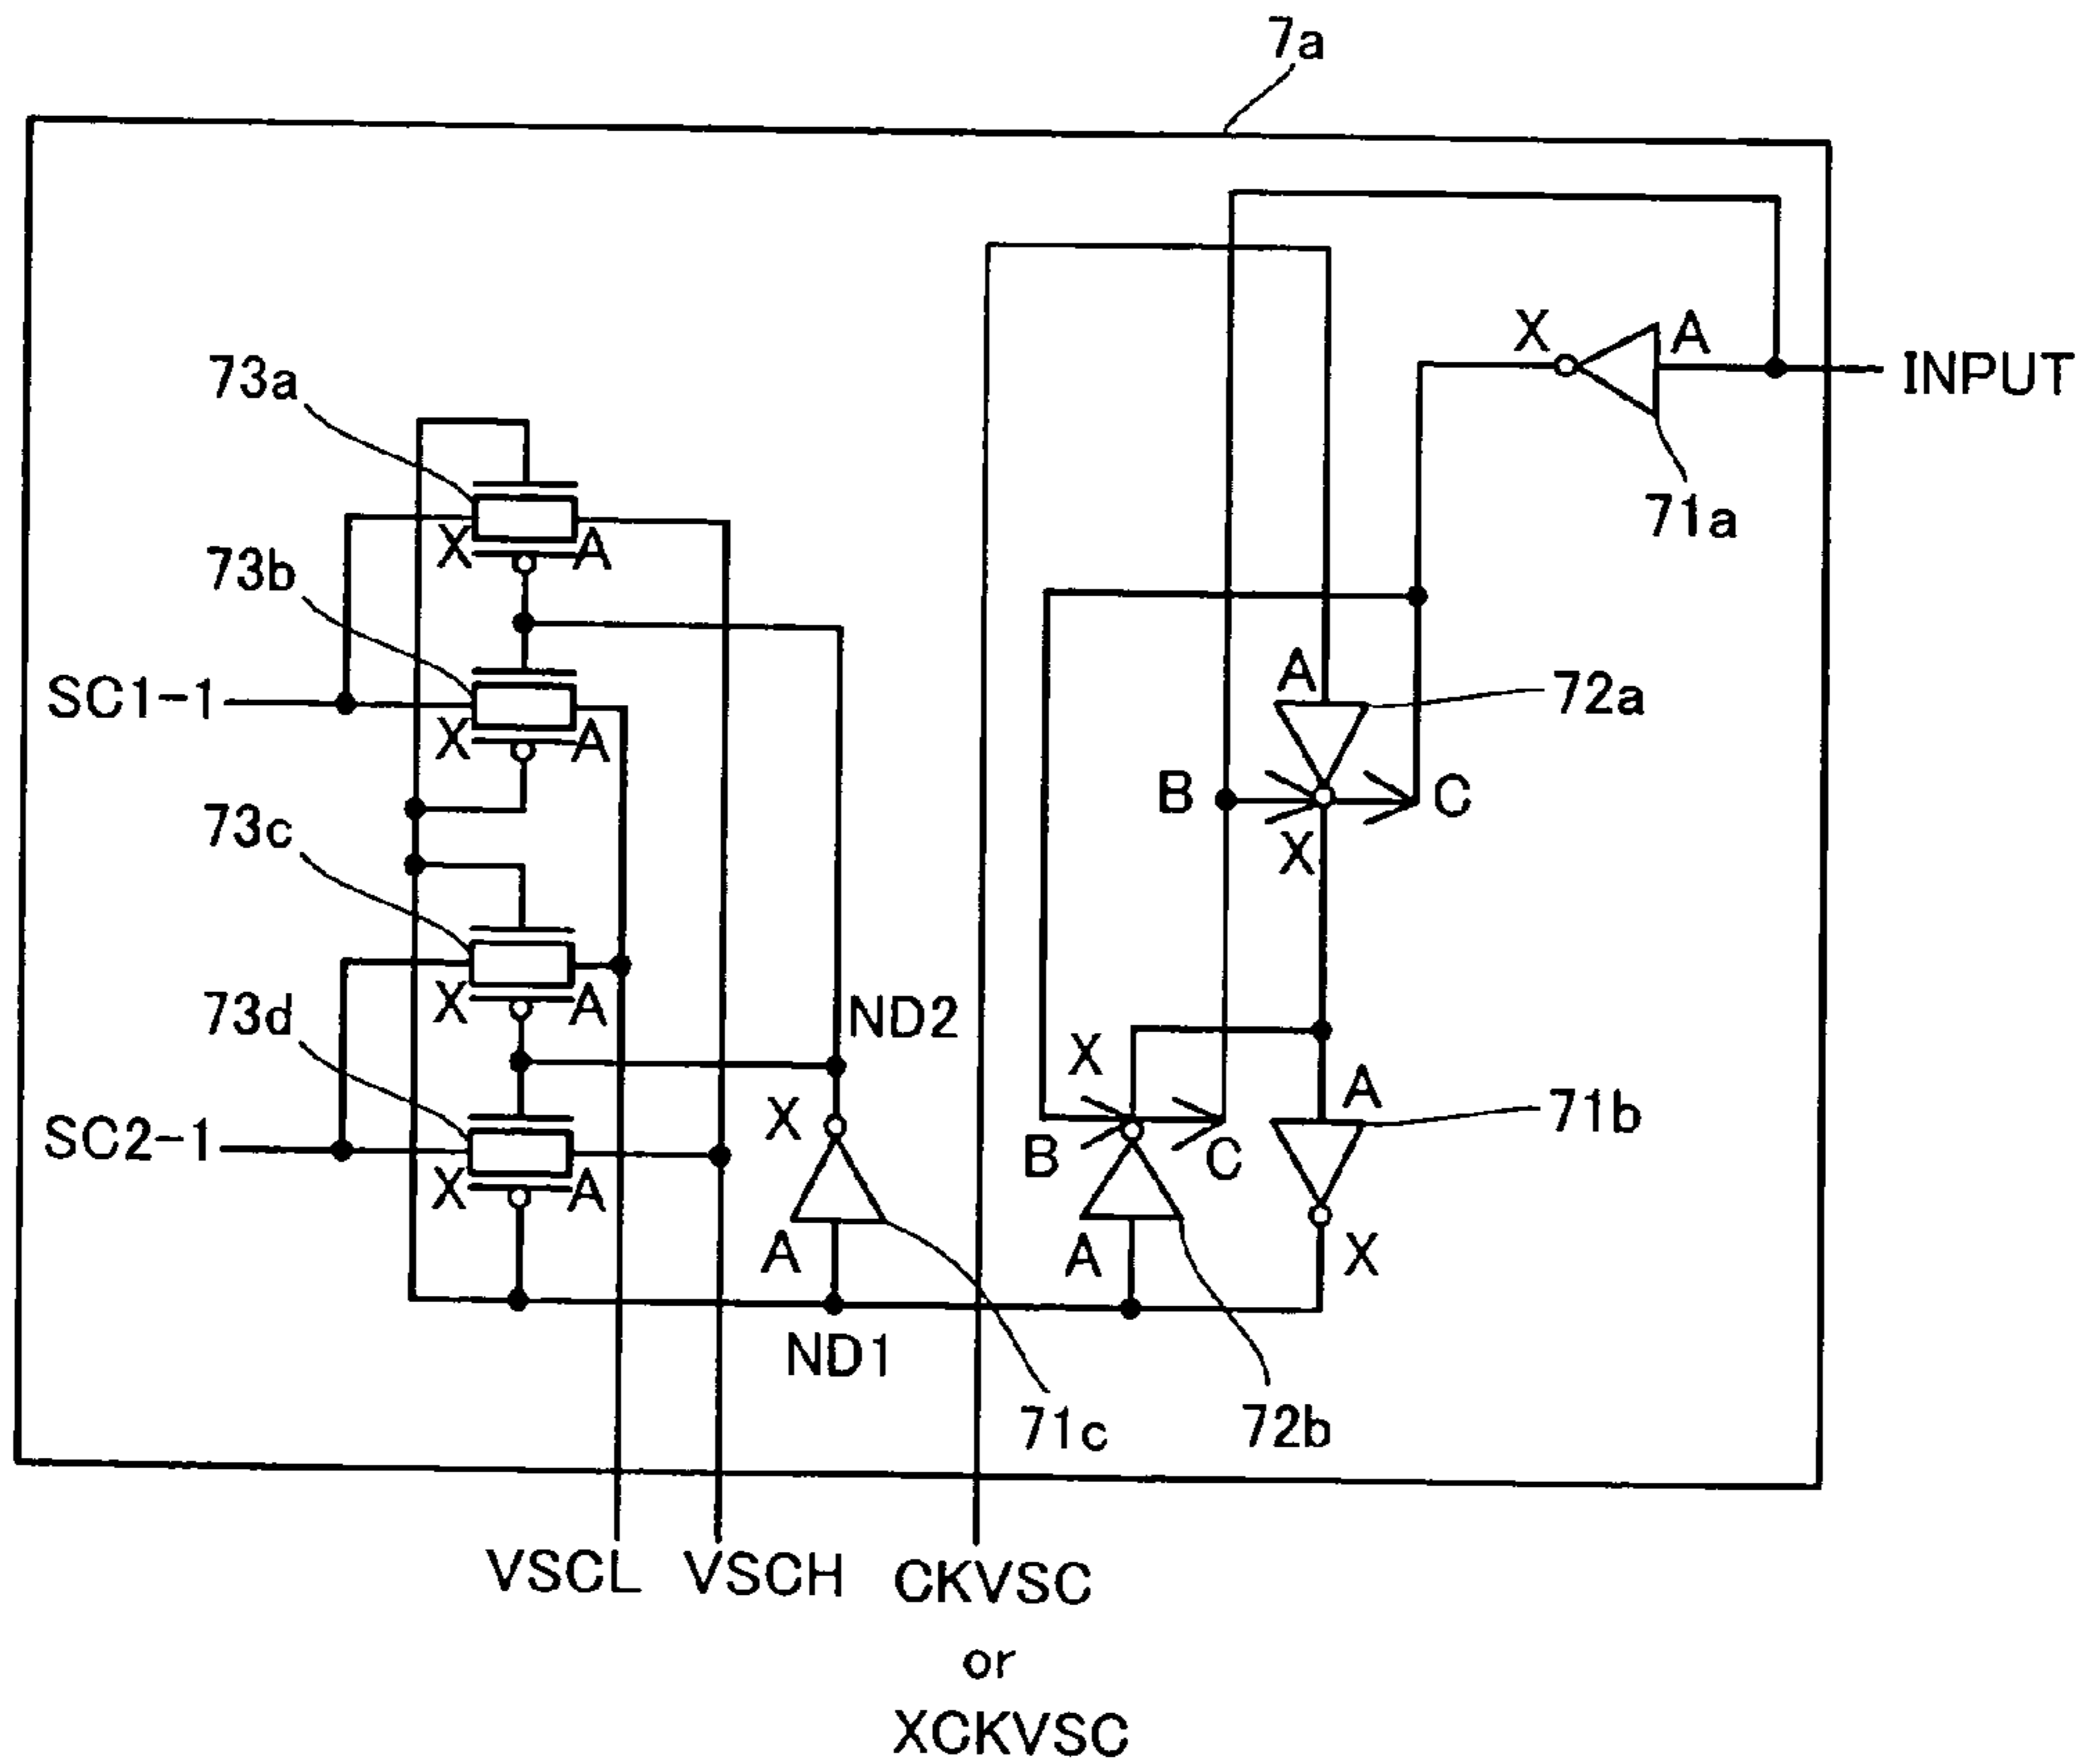 7a
X A
INPUT
71a
73a
X A
73b
SC1-1
X A
A
72a
B C
X
73c
X A
73d
ND2
X
A
71b
SC2-1
X A
X
B C
A
A
X
ND1
71c
72b
VSCL VSCH CKVSC
or
XCKVSC